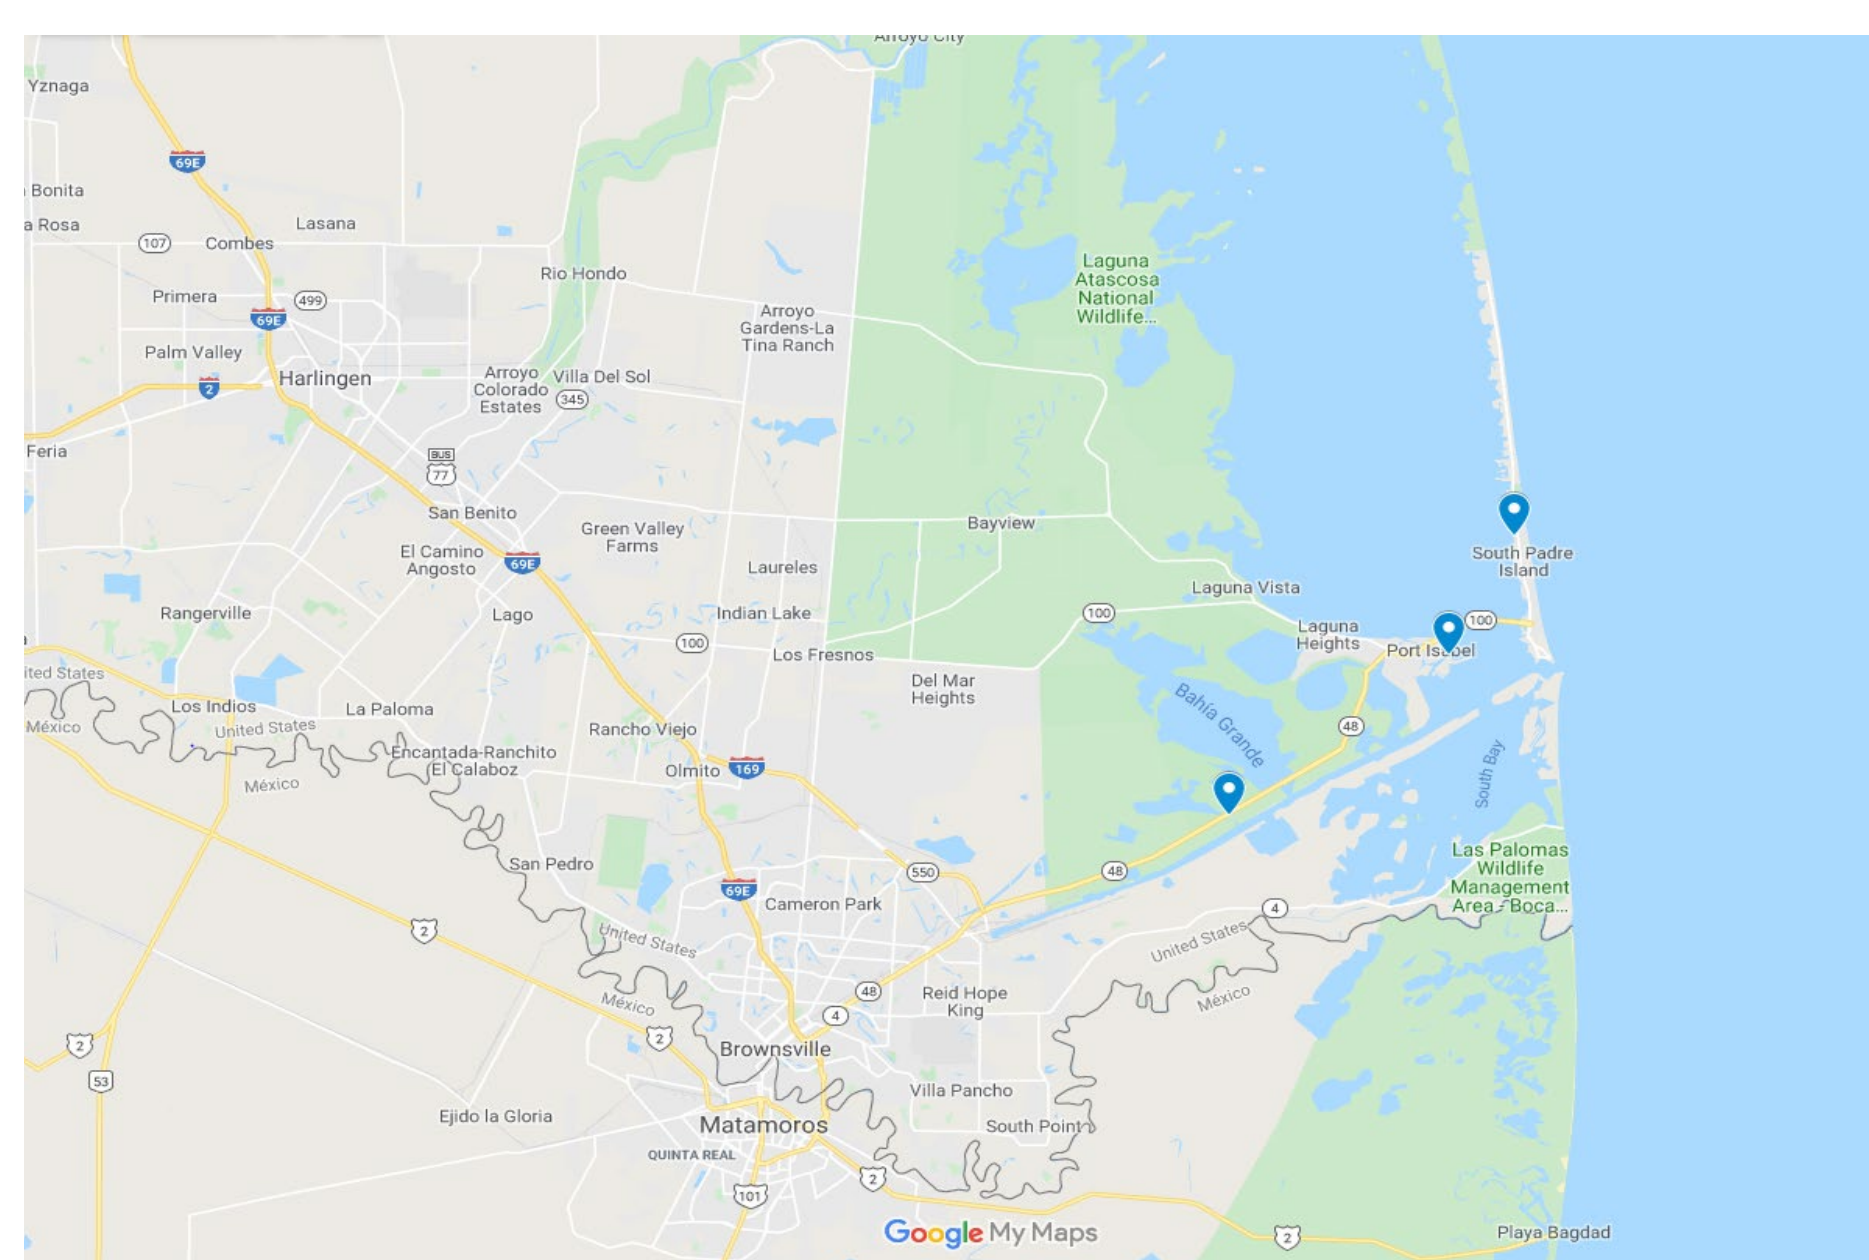 Arroyo City
Yznaga
69E
Bonita
a Rosa
Lasana
107
Combes
Rio Hondo
Laguna
Atascosa
National
Wildlife...
Primera
499
69E
Arroyo
Gardens-La
Tina Ranch
Palm Valley
Harlingen
2
Arroyo
Colorado
Estates
Villa Del Sol
345
Feria
BUS
77
San Benito
Green Valley
Farms
Bayview
El Camino
Angosto
69E
Laureles
South Padre
Island
Laguna Vista
Rangerville
Lago
Indian Lake
100
100
Laguna
Heights
100
Los Fresnos
Port Isabel
ited States
Del Mar
Heights
Los Indios
La Paloma
Bahía Grande
México
United States
Rancho Viejo
48
Encantada-Ranchito
El Calaboz
Olmito
169
México
South Bay
San Pedro
550
48
Las Palomas
Wildlife
Management
Area - Boca...
69E
Cameron Park
4
2
United States
United States
48
Reid Hope
King
México
México
4
2
2
Brownsville
53
Villa Pancho
Ejido la Gloria
Matamoros
South Point
QUINTA REAL
2
101
Google My Maps
2
Playa Bagdad